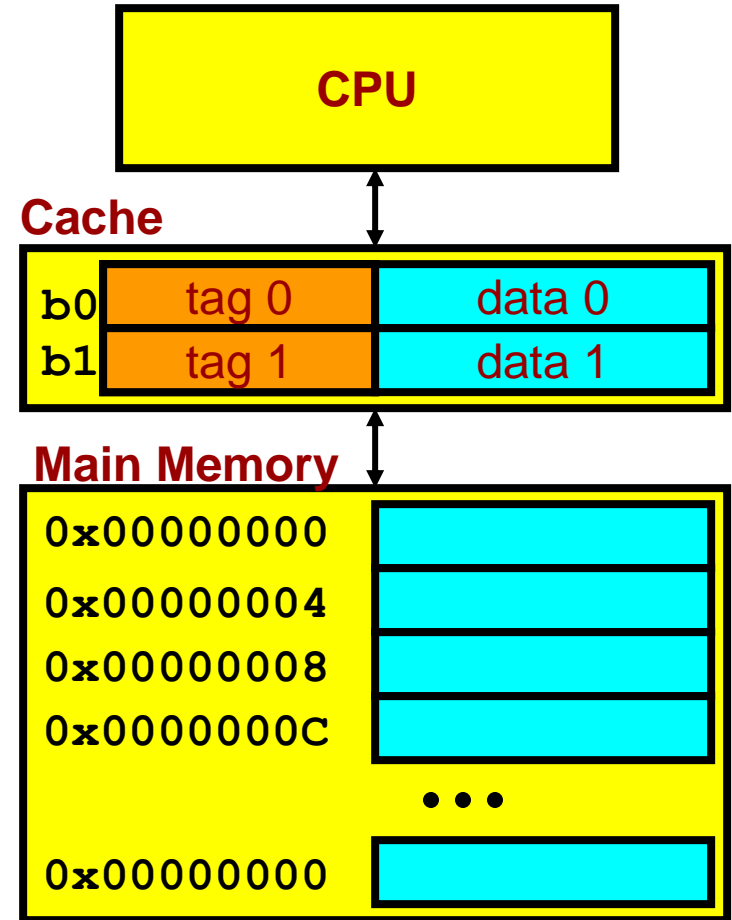 CPU
Cache
b0 tag 0 data 0
b1 tag 1 data 1
Main Memory
0x00000000
0x00000004
0x00000008
0x0000000C
•••
0x00000000